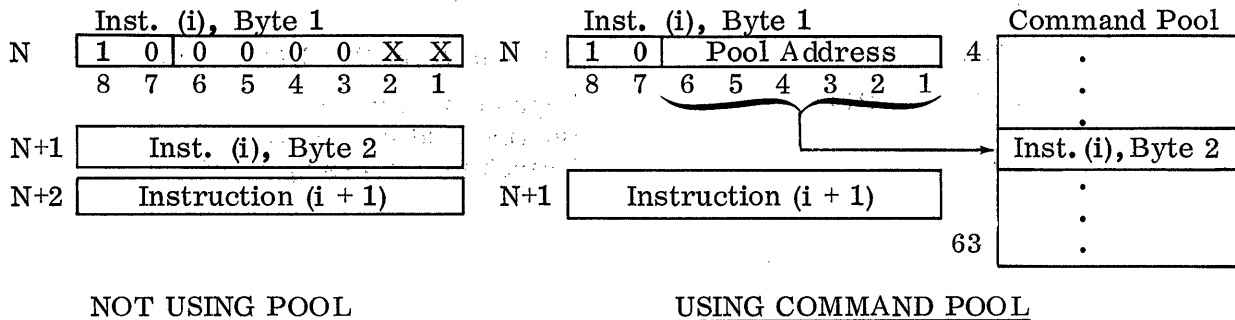 Inst. (i), Byte 1 Inst. (i), Byte 1 Command Pool
N 1 0 0 0 0 0 X X N 1 0 Pool Address 4 .
8 7 6 5 4 3 2 1 8 7 6 5 4 3 2 1 .
.
N+1 Inst. (i), Byte 2 Inst. (i), Byte 2
N+2 Instruction (i + 1) N+1 Instruction (i + 1) .
.
63 .
NOT USING POOL USING COMMAND POOL